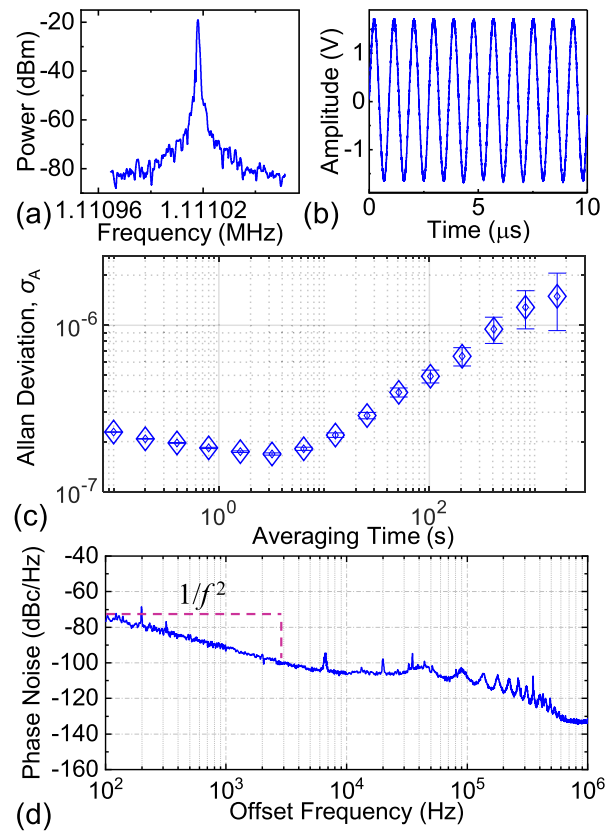 -20
-40
-60
-80
Power (dBm)
1.11096
1.11102
(a)
Frequency (MHz)
1
0
-1
Amplitude (V)
0
5
10
(b)
Time (μs)
10⁻⁶
10⁻⁷
Allan Deviation, σ_A
10⁰
10²
(c)
Averaging Time (s)
-40
-60
-80
-100
-120
-140
-160
Phase Noise (dBc/Hz)
1/f²
10²
10³
10⁴
10⁵
10⁶
(d)
Offset Frequency (Hz)